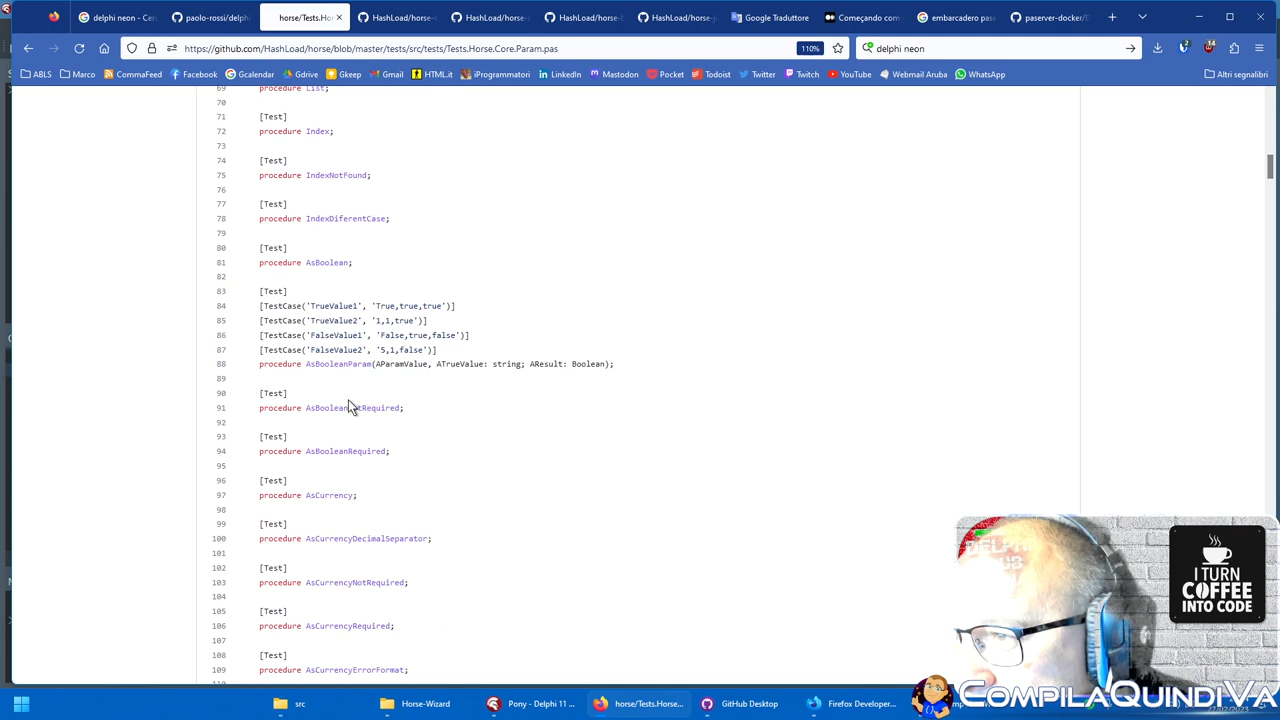 delphi neon - Cer
paolo-rossi/delphi
horse/Tests.Hor
HashLoad/horse-
HashLoad/horse-
HashLoad/horse-
HashLoad/horse-j
Google Traduttore
Começando com
embarcadero pas
paserver-docker/
https://github.com/HashLoad/horse/blob/master/tests/src/tests/Tests.Horse.Core.Param.pas
110%
delphi neon
ABLS
Marco
CommaFeed
Facebook
Gcalendar
Gdrive
Gkeep
Gmail
HTML.it
iProgrammatori
LinkedIn
Mastodon
Pocket
Todoist
Twitter
Twitch
YouTube
Webmail Aruba
WhatsApp
Altri segnalibri
69 procedure List;
70
71 [Test]
72 procedure Index;
73
74 [Test]
75 procedure IndexNotFound;
76
77 [Test]
78 procedure IndexDiferentCase;
79
80 [Test]
81 procedure AsBoolean;
82
83 [Test]
84 [TestCase('TrueValue1', 'True,true,true')]
85 [TestCase('TrueValue2', '1,1,true')]
86 [TestCase('FalseValue1', 'False,true,false')]
87 [TestCase('FalseValue2', '5,1,false')]
88 procedure AsBooleanParam(AParamValue, ATrueValue: string; AResult: Boolean);
89
90 [Test]
91 procedure AsBooleanNotRequired;
92
93 [Test]
94 procedure AsBooleanRequired;
95
96 [Test]
97 procedure AsCurrency;
98
99 [Test]
100 procedure AsCurrencyDecimalSeparator;
101
102 [Test]
103 procedure AsCurrencyNotRequired;
104
105 [Test]
106 procedure AsCurrencyRequired;
107
108 [Test]
109 procedure AsCurrencyErrorFormat;
I TURN
COFFEE
INTO CODE
COMPILAQUINDIVA
src
Horse-Wizard
Pony - Delphi 11 ...
horse/Tests.Horse...
GitHub Desktop
Firefox Developer...